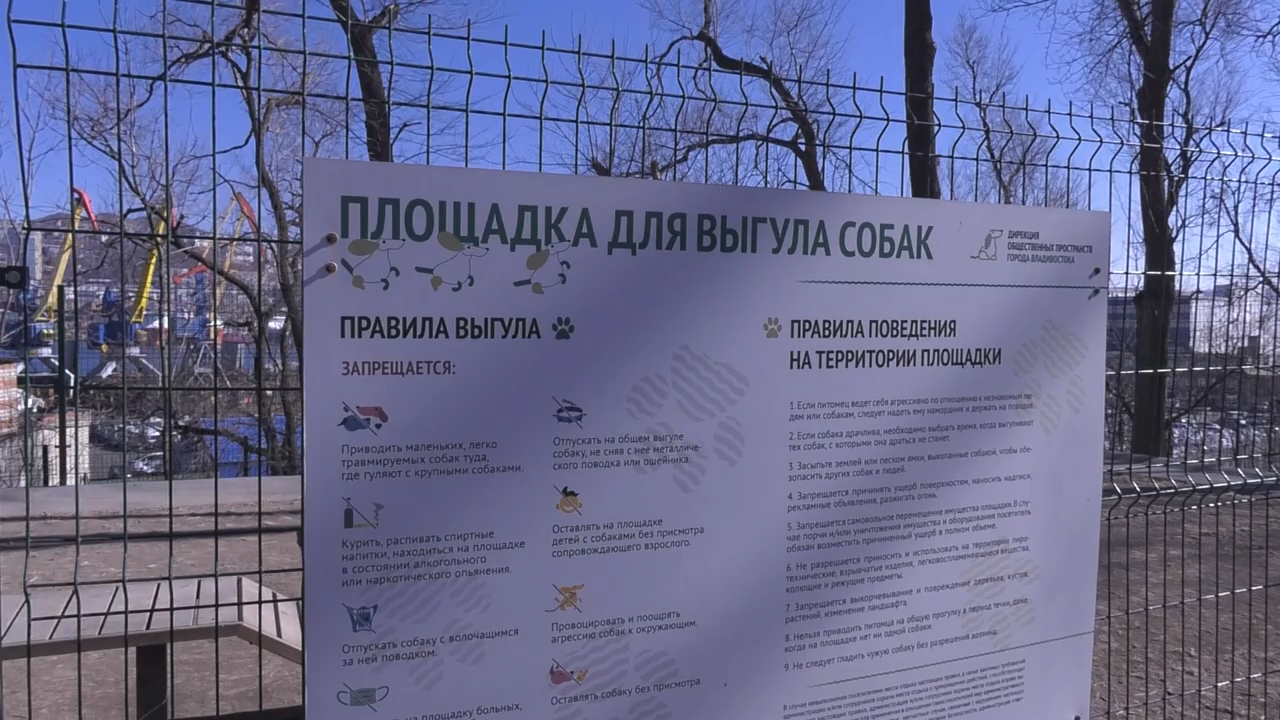 ПЛОЩАДКА ДЛЯ ВЫГУЛА СОБАК
ДИРЕКЦИЯ
ОБЩЕСТВЕННЫХ ПРОСТРАНСТВ
ГОРОДА ВЛАДИВОСТОКА
ПРАВИЛА ВЫГУЛА
ЗАПРЕЩАЕТСЯ:
Приводить маленьких, легко
травмируемых собак туда,
где гуляют с крупными собаками.
Курить, распивать спиртные
напитки, находиться на площадке
в состоянии алкогольного
или наркотического опьянения.
Отпускать собаку с волочащимся
за ней поводком.
на площадку больных,
Отпускать на общем выгуле
собаку, не сняв с нее металличе-
ского поводка или ошейника.
Оставлять на площадке
детей с собаками без присмотра
сопровождающего взрослого.
Провоцировать и поощрять
агрессию собак к окружающим.
Оставлять собаку без присмотра.
ПРАВИЛА ПОВЕДЕНИЯ
НА ТЕРРИТОРИИ ПЛОЩАДКИ
1. Если питомец ведет себя агрессивно по отношению к незнакомым лю-
дям или собакам, следует надеть ему намордник и держать на поводке.
2. Если собака драчлива, необходимо выбрать время, когда выгуливают
тех собак, с которыми она драться не станет.
3. Засыпьте землей или песком ямки, выкопанные собакой, чтобы обе-
зопасить других собак и людей.
4. Запрещается причинять ущерб поверхностям, наносить надписи,
рекламные объявления, разжигать огонь.
5. Запрещается самовольное перемещение имущества площадки. В слу-
чае порчи и/или уничтожения имущества и оборудования посетитель
обязан возместить причиненный ущерб в полном объеме.
6. Не разрешается приносить и использовать на территории пиро-
технические, взрывчатые изделия, легковоспламеняющиеся вещества,
колющие и режущие предметы.
7. Запрещается выкорчевывание и повреждение деревьев, кустов,
растений, изменение ландшафта.
8. Нельзя приводить питомца на общую прогулку в период течки, даже
когда на площадке нет ни одной собаки.
9. Не следует гладить чужую собаку без разрешения хозяина.